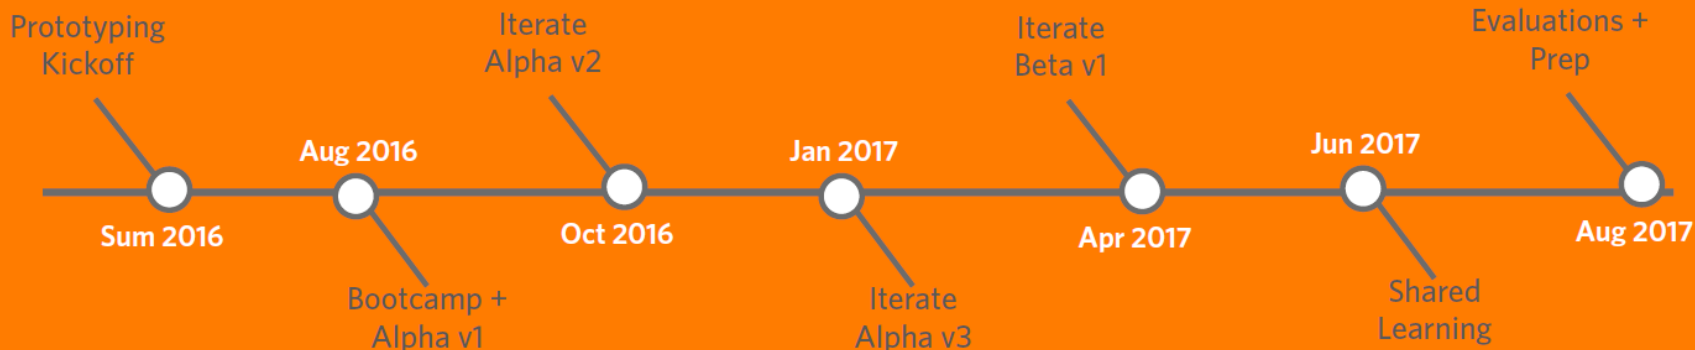 Prototyping
Kickoff
Sum 2016
Aug 2016
Bootcamp +
Alpha v1
Iterate
Alpha v2
Oct 2016
Jan 2017
Iterate
Alpha v3
Iterate
Beta v1
Apr 2017
Jun 2017
Shared
Learning
Evaluations +
Prep
Aug 2017